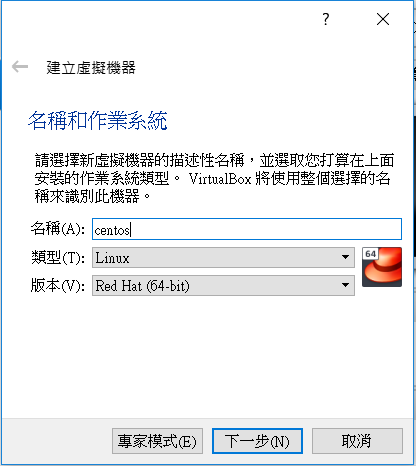 ?
建立虛擬機器
名稱和作業系統
請選擇新虛擬機器的描述性名稱，並選取您打算在上面
安裝的作業系統類型。 VirtualBox 將使用整個選擇的名
稱來識別此機器。
名稱(A): centos
類型(T): Linux
64
版本(V): Red Hat (64-bit)
專家模式(E) 下一步(N) 取消